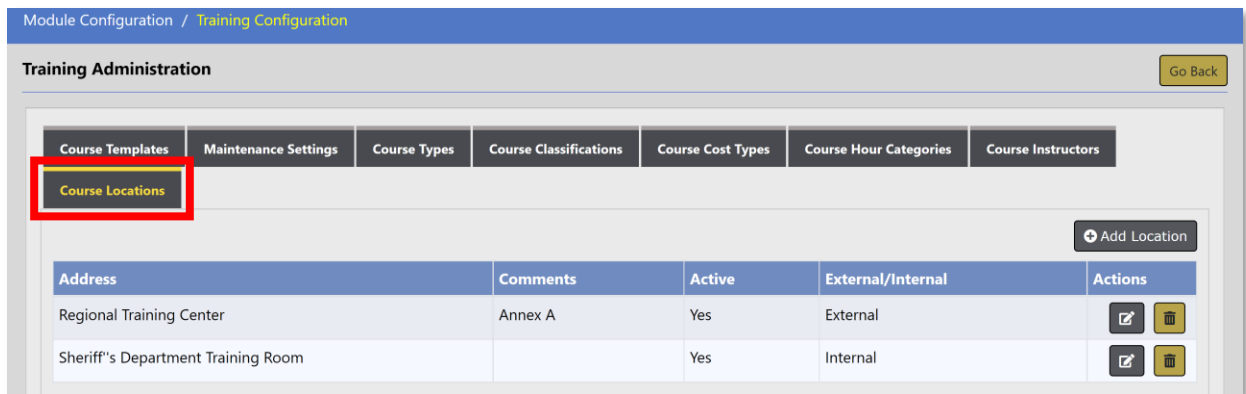 Module Configuration / Training Configuration
Training Administration
Go Back
Course Templates Maintenance Settings Course Types Course Classifications Course Cost Types Course Hour Categories Course Instructors
Course Locations
Add Location
Address Comments Active External/Internal Actions
Regional Training Center Annex A Yes External
Sheriff"s Department Training Room Yes Internal